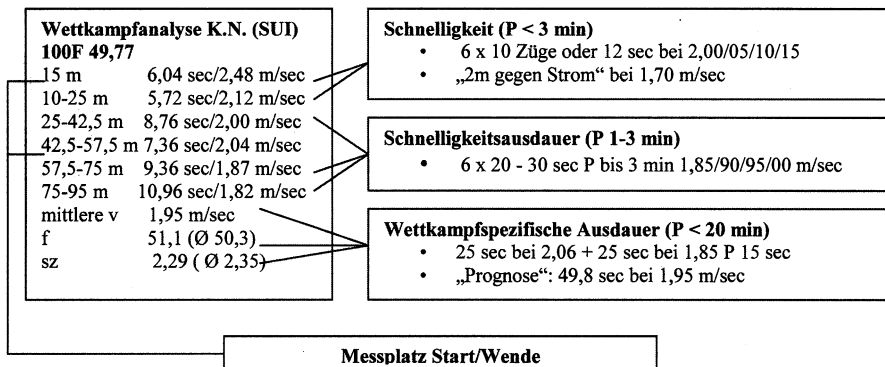 Wettkampfanalyse K.N. (SUI)
100F 49,77
15 m 6,04 sec/2,48 m/sec
10-25 m 5,72 sec/2,12 m/sec
25-42,5 m 8,76 sec/2,00 m/sec
42,5-57,5 m 7,36 sec/2,04 m/sec
57,5-75 m 9,36 sec/1,87 m/sec
75-95 m 10,96 sec/1,82 m/sec
mittlere v 1,95 m/sec
f 51,1 (Ø 50,3)
sz 2,29 ( Ø 2,35)
Schnelligkeit (P < 3 min)
• 6 x 10 Züge oder 12 sec bei 2,00/05/10/15
• „2m gegen Strom“ bei 1,70 m/sec
Schnelligkeitsausdauer (P 1-3 min)
• 6 x 20 - 30 sec P bis 3 min 1,85/90/95/00 m/sec
Wettkampfspezifische Ausdauer (P < 20 min)
• 25 sec bei 2,06 + 25 sec bei 1,85 P 15 sec
• „Prognose“: 49,8 sec bei 1,95 m/sec
Messplatz Start/Wende